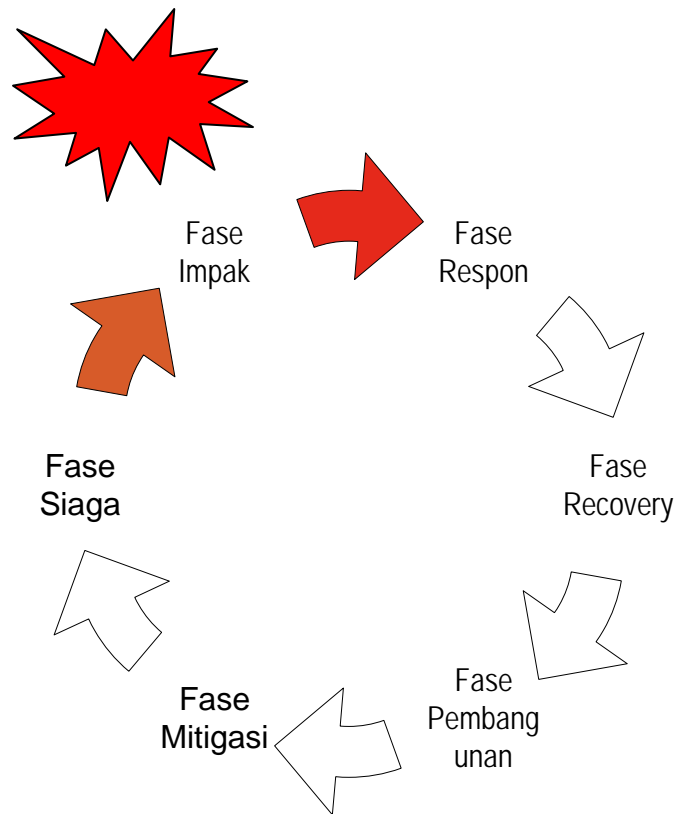 Fase
Impak
Fase
Respon
Fase
Siaga
Fase
Recovery
Fase
Mitigasi
Fase
Pembang
unan